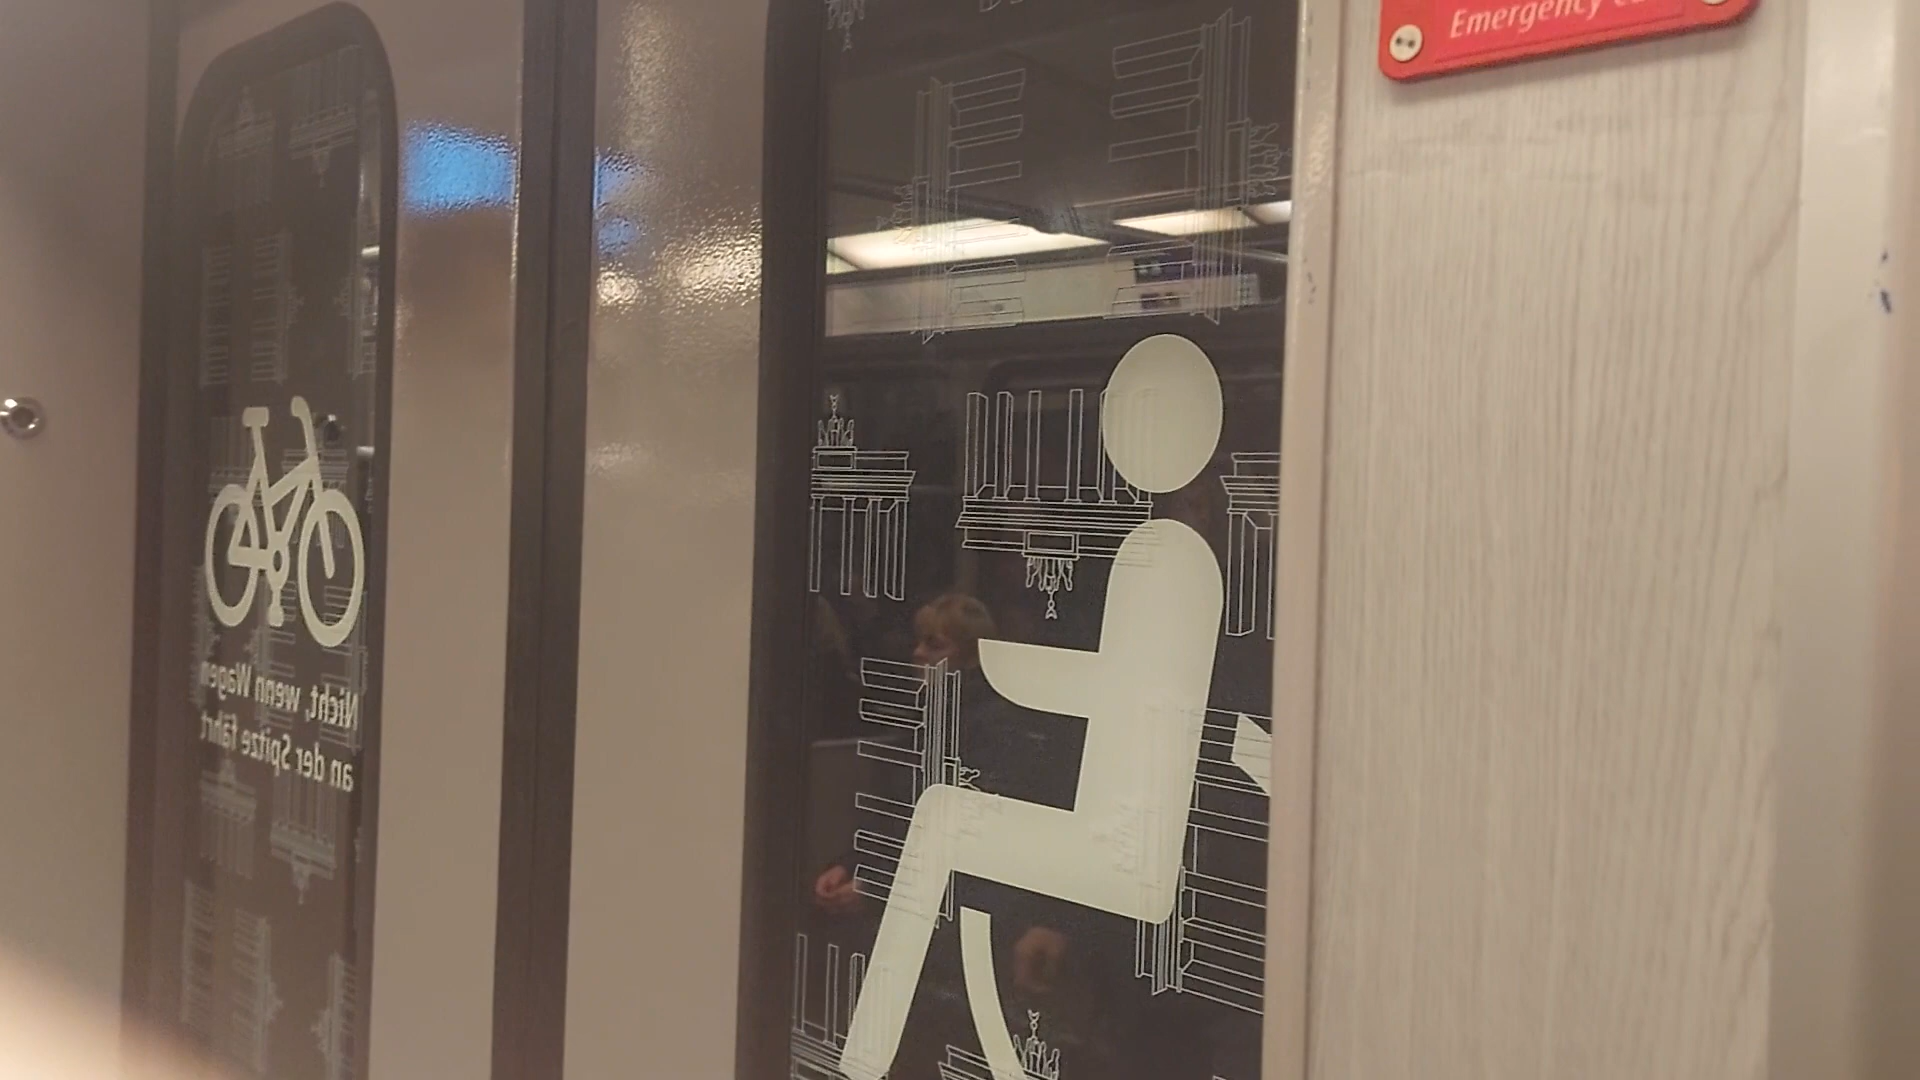 Emergency
Nicht, wenn Wagen
an der Spitze fährt